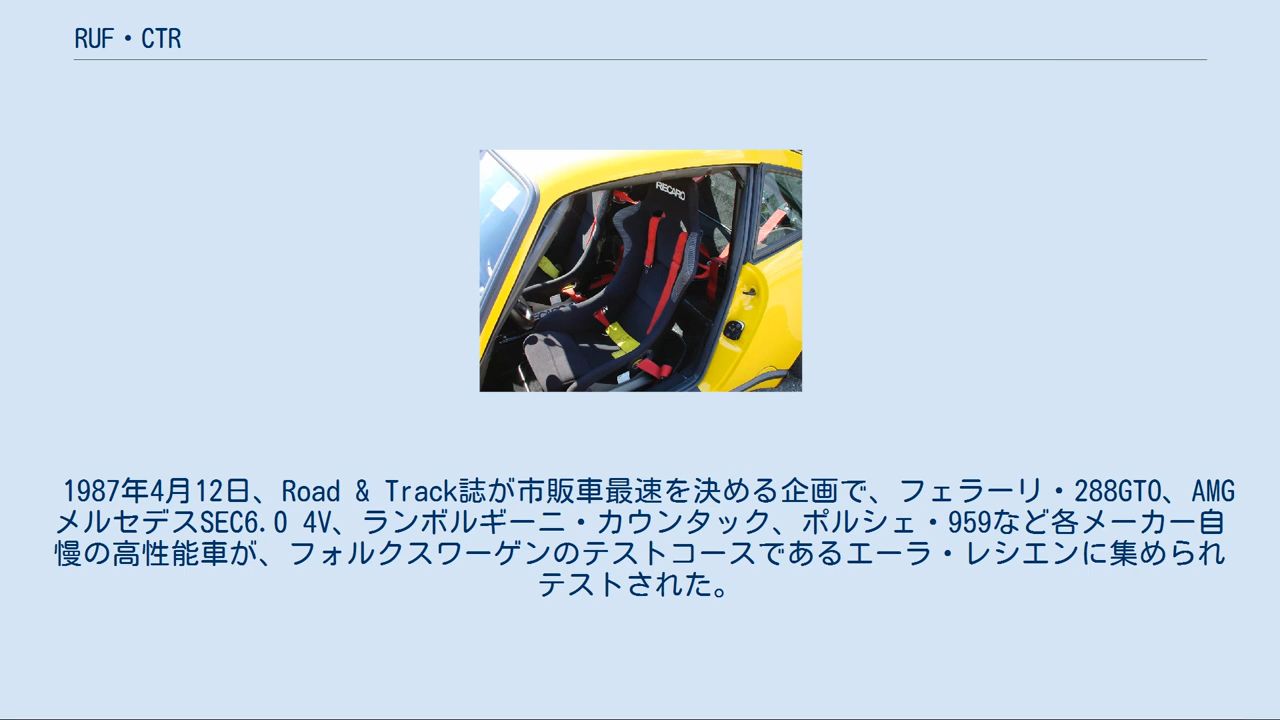 RUF・CTR
RECARO
1987年4月12日、Road & Track誌が市販車最速を決める企画で、フェラーリ・288GTO、AMG
メルセデスSEC6.0 4V、ランボルギーニ・カウンタック、ポルシェ・959など各メーカー自
慢の高性能車が、フォルクスワーゲンのテストコースであるエーラ・レシエンに集められ
テストされた。